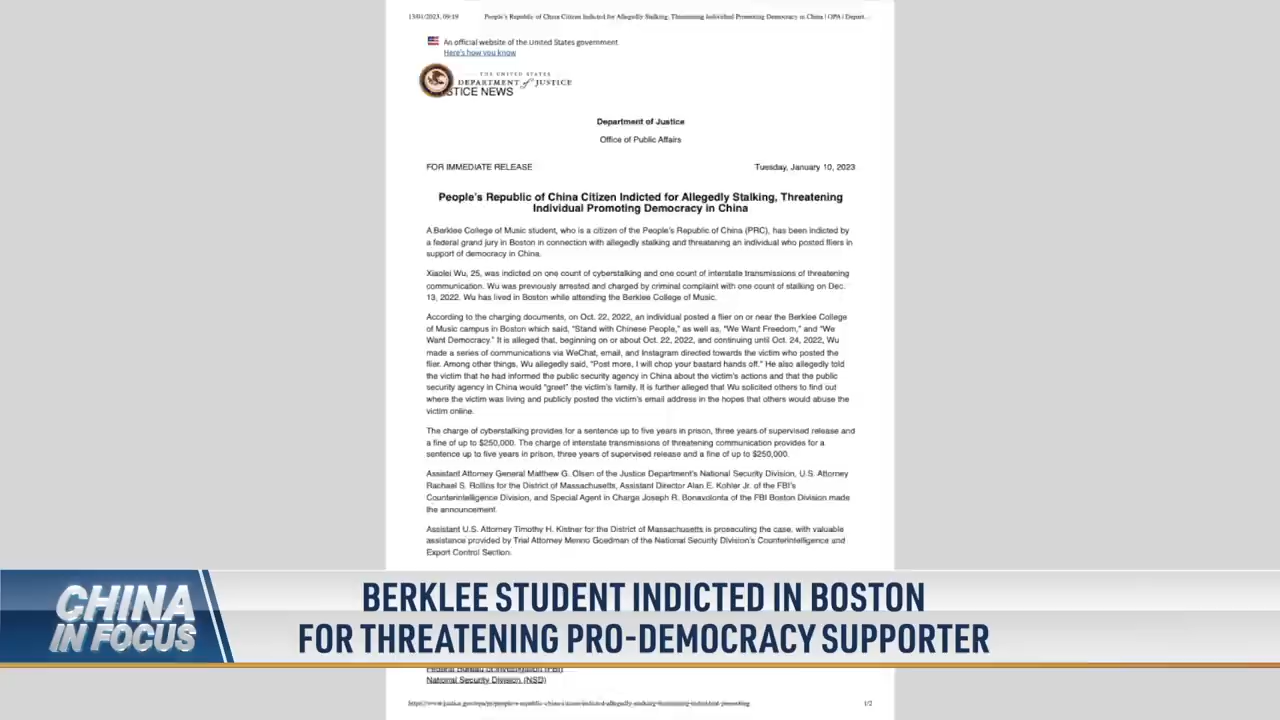 13/01/2023, 09:19 People's Republic of China Citizen Indicted for Allegedly Stalking, Threatening Individual Promoting Democracy in China | OPA | Depart...
An official website of the United States government
Here's how you know
THE UNITED STATES
DEPARTMENT of JUSTICE
STICE NEWS
Department of Justice
Office of Public Affairs
FOR IMMEDIATE RELEASE Tuesday, January 10, 2023
People's Republic of China Citizen Indicted for Allegedly Stalking, Threatening
Individual Promoting Democracy in China
A Berklee College of Music student, who is a citizen of the People's Republic of China (PRC), has been indicted by
a federal grand jury in Boston in connection with allegedly stalking and threatening an individual who posted fliers in
support of democracy in China.
Xiaolei Wu, 25, was indicted on one count of cyberstalking and one count of interstate transmissions of threatening
communication. Wu was previously arrested and charged by criminal complaint with one count of stalking on Dec.
13, 2022. Wu has lived in Boston while attending the Berklee College of Music.
According to the charging documents, on Oct. 22, 2022, an individual posted a flier on or near the Berklee College
of Music campus in Boston which said, “Stand with Chinese People,” as well as, “We Want Freedom,” and “We
Want Democracy.” It is alleged that, beginning on or about Oct. 22, 2022, and continuing until Oct. 24, 2022, Wu
made a series of communications via WeChat, email, and Instagram directed towards the victim who posted the
flier. Among other things, Wu allegedly said, “Post more, I will chop your bastard hands off.” He also allegedly told
the victim that he had informed the public security agency in China about the victim's actions and that the public
security agency in China would “greet” the victim's family. It is further alleged that Wu solicited others to find out
where the victim was living and publicly posted the victim's email address in the hopes that others would abuse the
victim online.
The charge of cyberstalking provides for a sentence up to five years in prison, three years of supervised release and
a fine of up to $250,000. The charge of interstate transmissions of threatening communication provides for a
sentence up to five years in prison, three years of supervised release and a fine of up to $250,000.
Assistant Attorney General Matthew G. Olsen of the Justice Department's National Security Division, U.S. Attorney
Rachael S. Rollins for the District of Massachusetts, Assistant Director Alan E. Kohler Jr. of the FBI's
Counterintelligence Division, and Special Agent in Charge Joseph R. Bonavolonta of the FBI Boston Division made
the announcement.
Assistant U.S. Attorney Timothy H. Kistner for the District of Massachusetts is prosecuting the case, with valuable
assistance provided by Trial Attorney Menno Goedman of the National Security Division's Counterintelligence and
Export Control Section.
CHINA
IN FOCUS
BERKLEE STUDENT INDICTED IN BOSTON
FOR THREATENING PRO-DEMOCRACY SUPPORTER
Federal Bureau of Investigation (FBI)
National Security Division (NSD)
https://www.justice.gov/opa/pr/people-s-republic-china-citizen-indicted-allegedly-stalking-threatening-individual-promoting 1/2